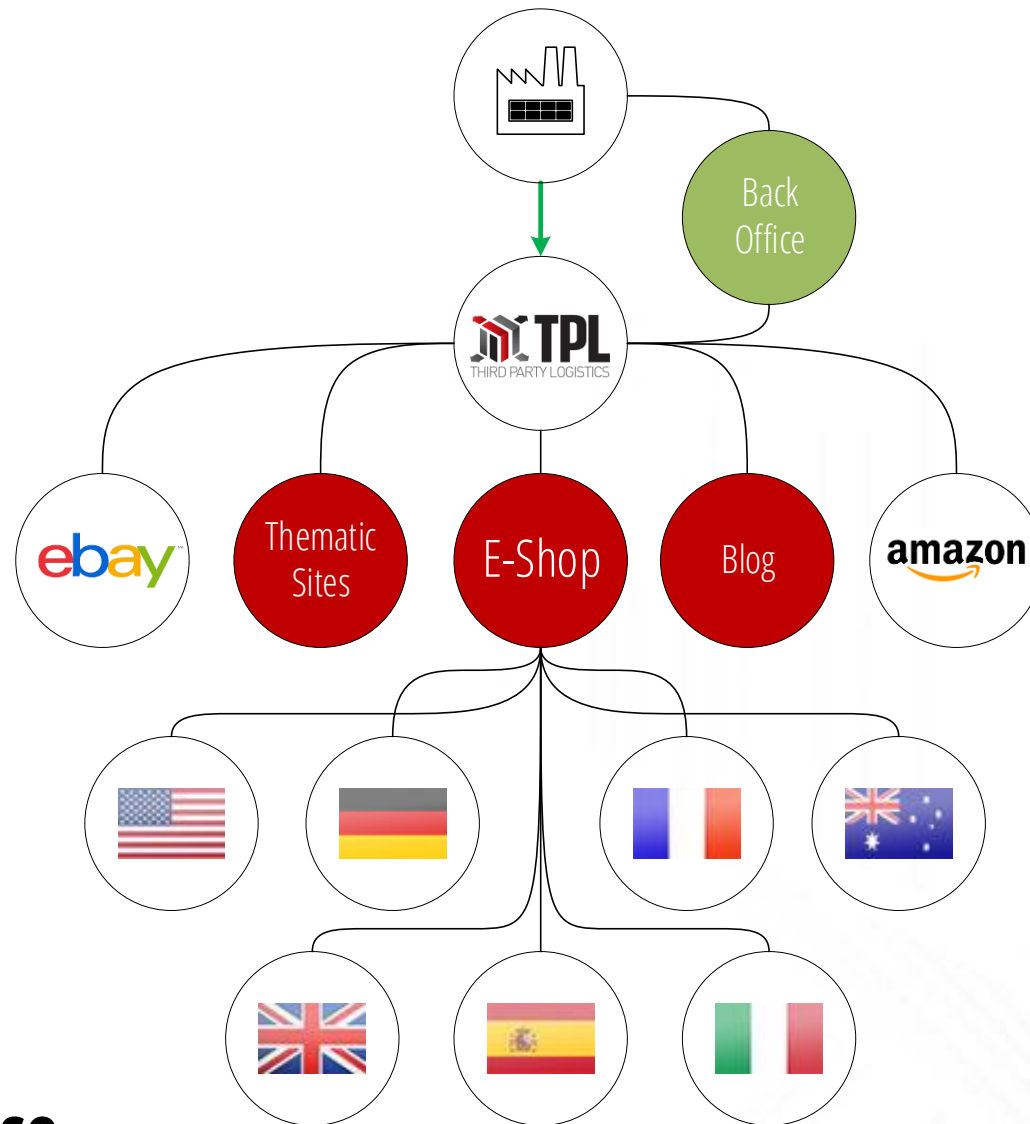 Back
Office
TPL
THIRD PARTY LOGISTICS
ebay
Thematic
Sites
E-Shop
Blog
amazon